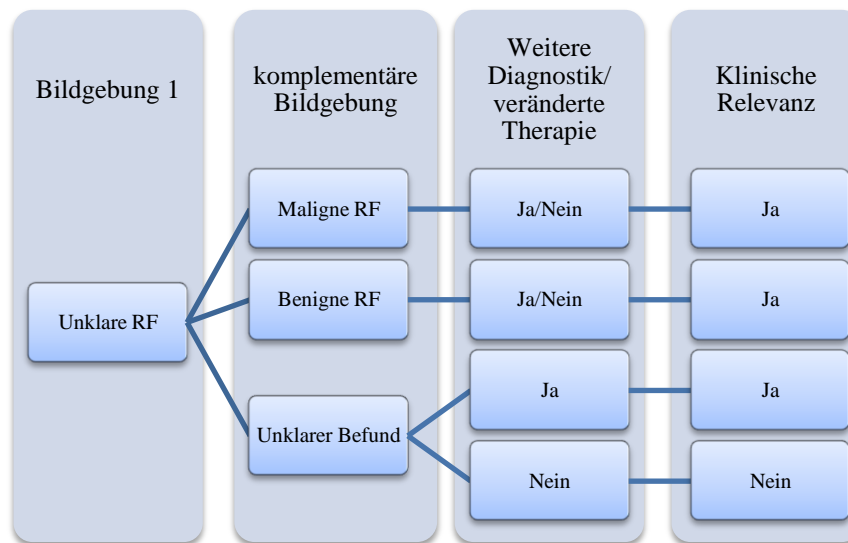 Bildgebung 1
komplementäre
Bildgebung
Weitere
Diagnostik/
veränderte
Therapie
Klinische
Relevanz
Unklare RF
Maligne RF
Ja/Nein
Ja
Benigne RF
Ja/Nein
Ja
Unklarer Befund
Ja
Ja
Nein
Nein